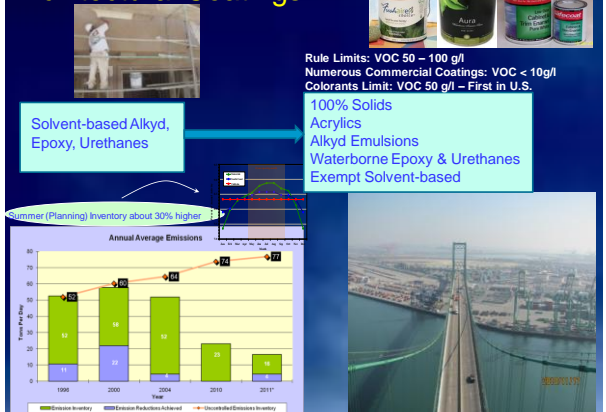 Rule Limits: VOC 50 – 100 g/l
Numerous Commercial Coatings: VOC < 10g/l
Colorants Limit: VOC 50 g/l – First in U.S.
Solvent-based Alkyd,
Epoxy, Urethanes
100% Solids
Acrylics
Alkyd Emulsions
Waterborne Epoxy & Urethanes
Exempt Solvent-based
Summer (Planning) Inventory about 30% higher
Annual Average Emissions
Tons Per Day
80
70
60
50
40
30
20
10
0
52
60
64
74
77
52
58
52
23
11
22
4
1996
2000
2004
2010
2011*
Year
Emission Inventory
Emission Reductions Achieved
Uncontrolled Emissions Inventory
Aura